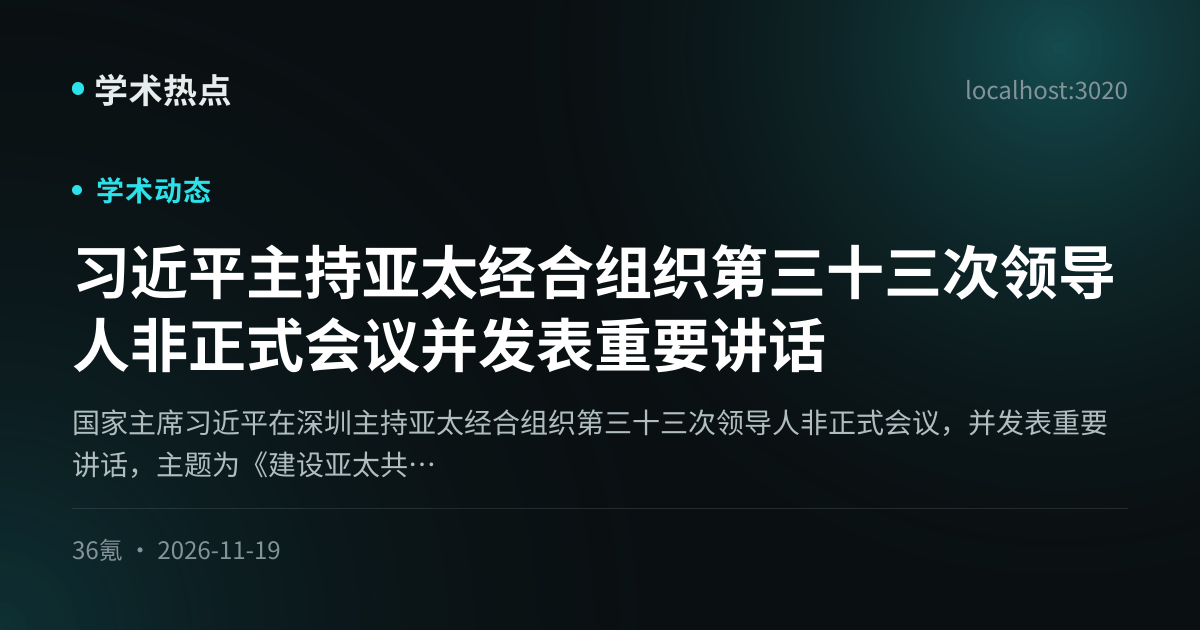 学术热点
localhost:3020
学术动态
习近平主持亚太经合组织第三十三次领导
人非正式会议并发表重要讲话
国家主席习近平在深圳主持亚太经合组织第三十三次领导人非正式会议，并发表重要
讲话，主题为《建设亚太共…
36氪 · 2026-11-19